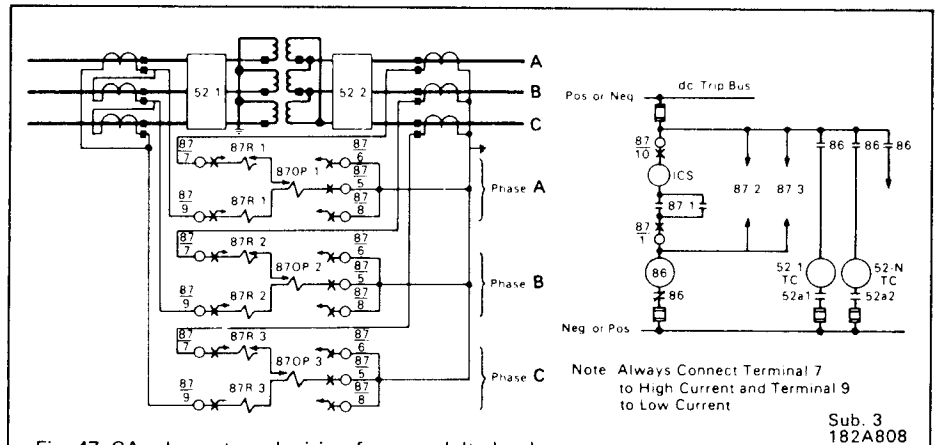 A
52 1
52 2
B
C
87
7
87R 1
87OP 1
87
6
87
5
87
8
Phase A
87
9
87R 1
87
7
87R 2
87OP 2
87
6
87
5
87
8
Phase B
87
9
87R 2
87
7
87R 3
87OP 3
87
6
87
5
87
8
Phase C
87
9
87R 3
Pos or Neg
dc Trip Bus
87
10
ICS
87 1
87
1
87 2
87 3
86
86
86
86
86
52 1
TC
52a1
52-N
TC
52a2
Neg or Pos
Note Always Connect Terminal 7
to High Current and Terminal 9
to Low Current
Sub. 3
182A808